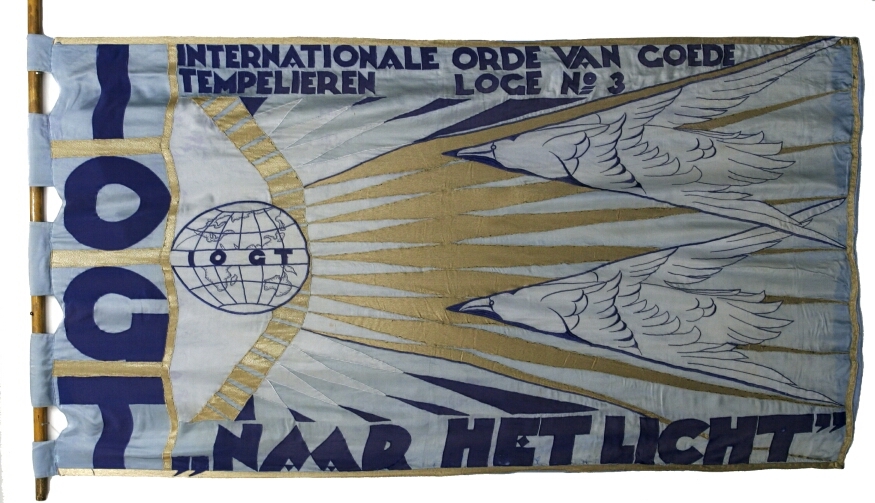 IOGT
INTERNATIONALE ORDE VAN GOEDE
TEMPELIEREN LOGE No 3
IOGT
„NAAR HET LICHT”